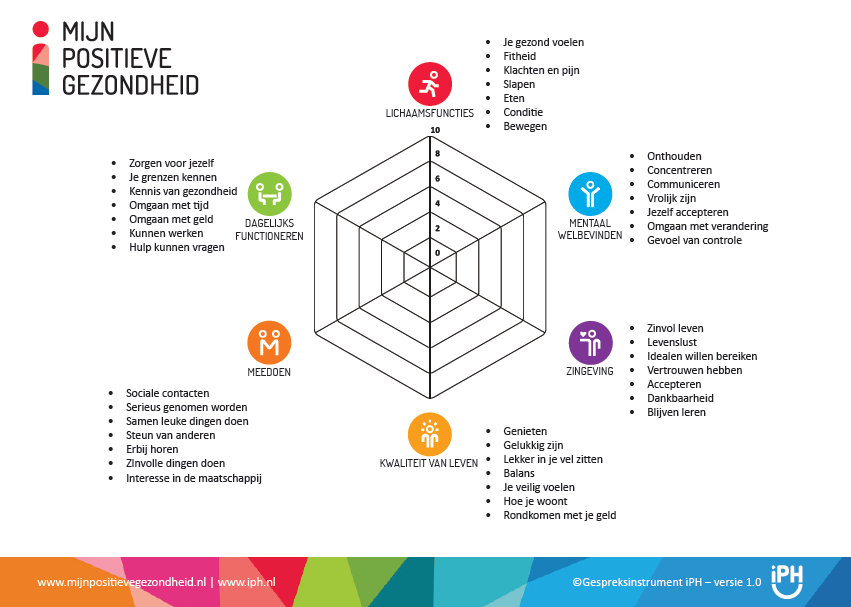 MIJN
POSITIEVE
GEZONDHEID
• Je gezond voelen
• Fitheid
• Klachten en pijn
• Slapen
• Eten
• Conditie
• Bewegen
LICHAAMSFUNCTIES
10
8
6
4
2
0
• Zorgen voor jezelf
• Je grenzen kennen
• Kennis van gezondheid
• Omgaan met tijd
• Omgaan met geld
• Kunnen werken
• Hulp kunnen vragen
DAGELIJKS
FUNCTIONEREN
MENTAAL
WELBEVINDEN
• Onthouden
• Concentreren
• Communiceren
• Vrolijk zijn
• Jezelf accepteren
• Omgaan met verandering
• Gevoel van controle
MEEDOEN
• Sociale contacten
• Serieus genomen worden
• Samen leuke dingen doen
• Steun van anderen
• Erbij horen
• ZInvolle dingen doen
• Interesse in de maatschappij
ZINGEVING
• Zinvol leven
• Levenslust
• Idealen willen bereiken
• Vertrouwen hebben
• Accepteren
• Dankbaarheid
• Blijven leren
KWALITEIT VAN LEVEN
• Genieten
• Gelukkig zijn
• Lekker in je vel zitten
• Balans
• Je veilig voelen
• Hoe je woont
• Rondkomen met je geld
www.mijnpositievegezondheid.nl | www.iph.nl
©Gespreksinstrument iPH – versie 1.0
iPH